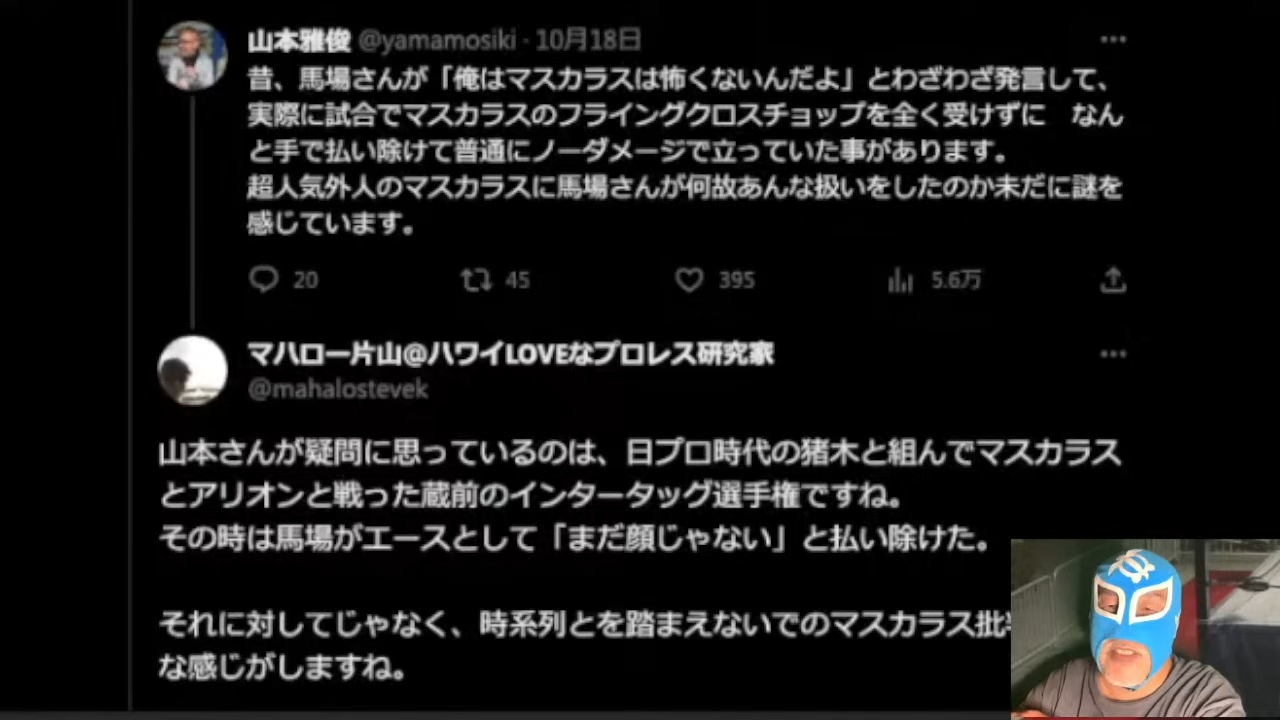 山本雅俊 @yamamosiki · 10月18日
昔、馬場さんが「俺はマスカラスは怖くないんだよ」とわざわざ発言して、
実際に試合でマスカラスのフライングクロスチョップを全く受けずに　なん
と手で払い除けて普通にノーダメージで立っていた事があります。
超人気外人のマスカラスに馬場さんが何故あんな扱いをしたのか未だに謎を
感じています。
20 45 395 5.6万
マハロー片山@ハワイLOVEなプロレス研究家
@mahalostevek
山本さんが疑問に思っているのは、日プロ時代の猪木と組んでマスカラス
とアリオンと戦った蔵前のインタータッグ選手権ですね。
その時は馬場がエースとして「まだ顔じゃない」と払い除けた。
それに対してじゃなく、時系列とを踏まえないでのマスカラス批
な感じがしますね。